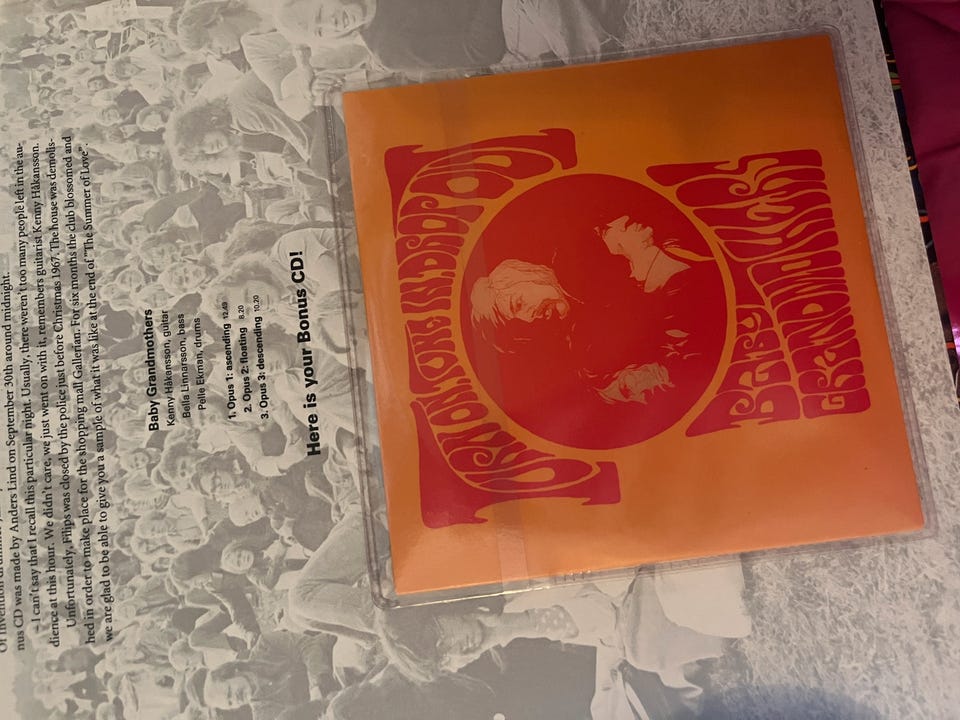 Of Invention drummer
nus CD was made by Anders Lind on September 30th around midnight.
– I can't say that I recall this particular night. Usually, there weren't too many people left in the au-
dience at this hour. We didn't care, we just went on with it, remembers guitarist Kenny Håkansson.
Unfortunately, Filips was closed by the police just before Christmas 1967. The house was demolis-
hed in order to make place for the shopping mall Gallerian. For six months the club blossomed and
we are glad to be able to give you a sample of what it was like at the end of "The Summer of Love".
Baby Grandmothers
Kenny Håkansson, guitar
Bella Linnarsson, bass
Pelle Ekman, drums
1. Opus 1: ascending 12.49
2. Opus 2: floating 8.20
3. Opus 3: descending 10.20
Here is your Bonus CD!
BABY
GRANDMOTHERS